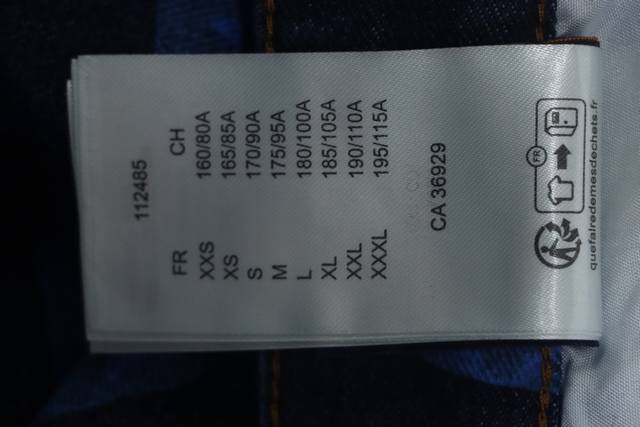 112485
FR CH
XXS 160/80A
XS 165/85A
S 170/90A
M 175/95A
L 180/100A
XL 185/105A
XXL 190/110A
XXXL 195/115A
CA 36929
FR
quefairedemesdechets.fr